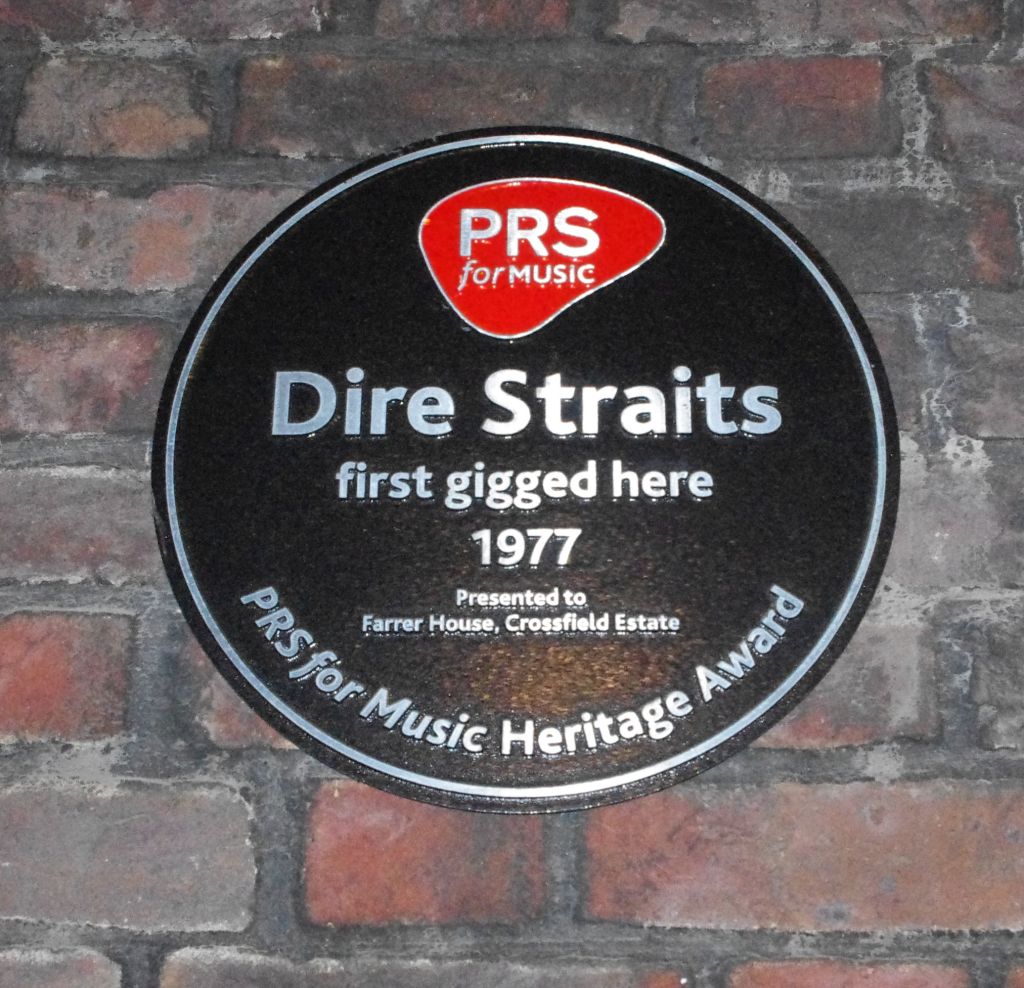 PRS
for MUSIC
Dire Straits
first gigged here
1977
Presented to
Farrer House, Crossfield Estate
PRS for Music Heritage Award